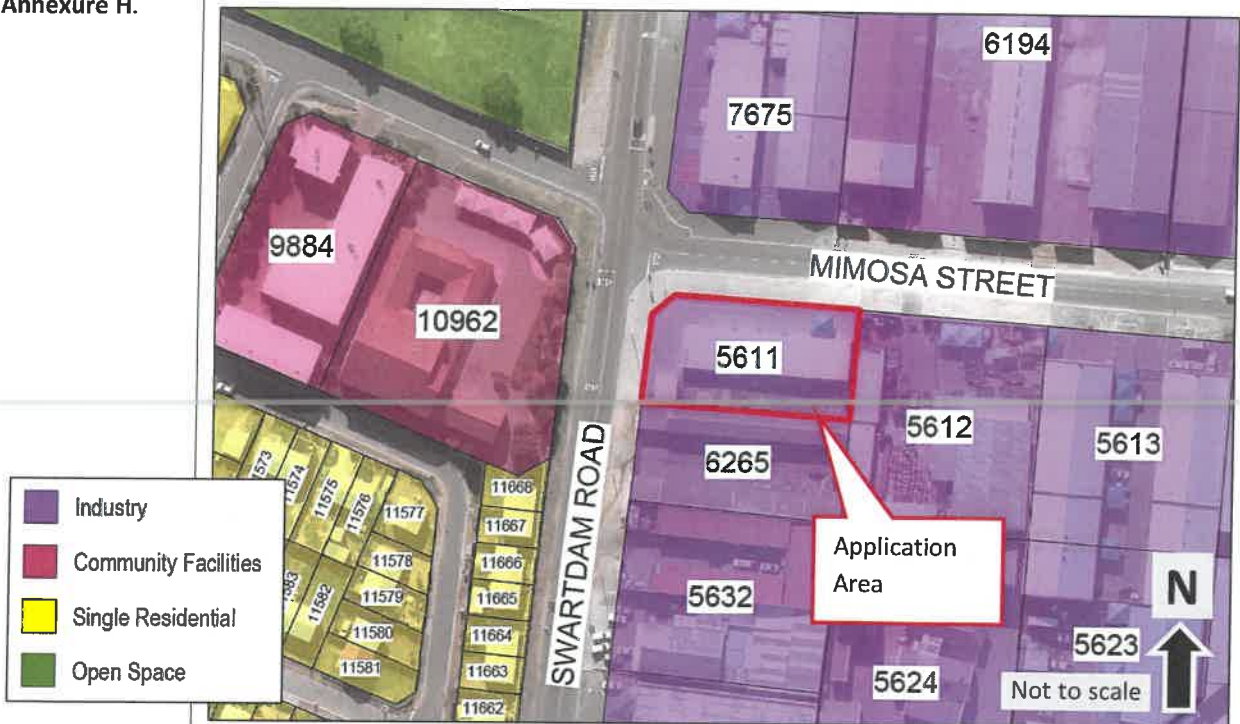 Annexure H.
6194
7675
9884
MIMOSA STREET
10962
5611
5612
5613
6265
SWARTDAM ROAD
11573
11574
11575
11576
11577
11668
11667
11578
11666
11579
11665
11582
11580
11664
11581
11663
11662
Industry
Community Facilities
Single Residential
Open Space
Application
Area
5632
N
5623
5624
Not to scale